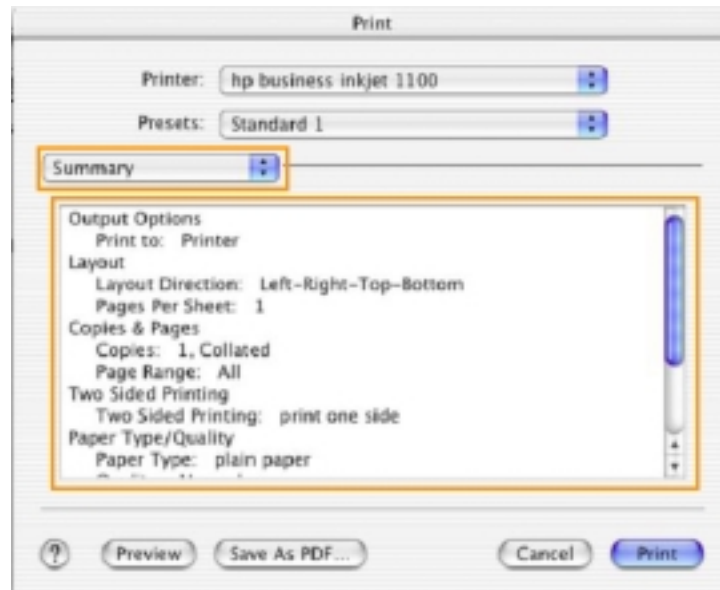 Print
Printer: hp business inkjet 1100
Presets: Standard 1
Summary
Output Options
Print to: Printer
Layout
Layout Direction: Left-Right-Top-Bottom
Pages Per Sheet: 1
Copies & Pages
Copies: 1, Collated
Page Range: All
Two Sided Printing
Two Sided Printing: print one side
Paper Type/Quality
Paper Type: plain paper
? Preview Save As PDF... Cancel Print